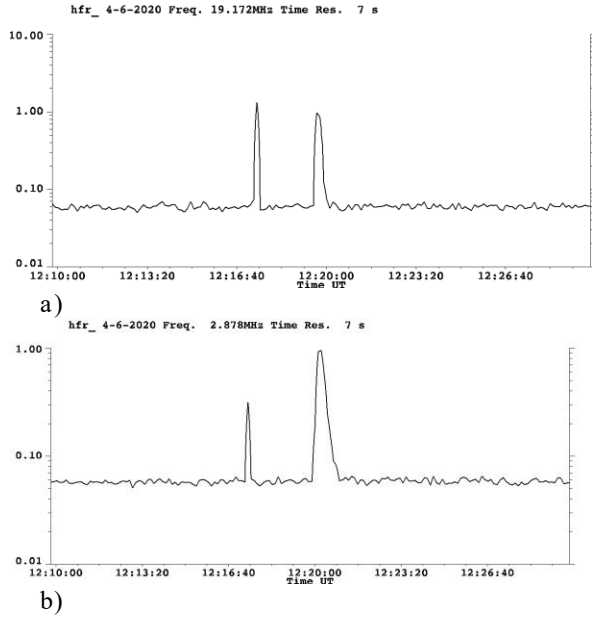 hfr_ 4-6-2020 Freq. 19.172MHz Time Res. 7 s
10.00
1.00
0.10
0.01
12:10:00 12:13:20 12:16:40 12:20:00 12:23:20 12:26:40
Time UT
a)
hfr_ 4-6-2020 Freq. 2.878MHz Time Res. 7 s
1.00
0.10
0.01
12:10:00 12:13:20 12:16:40 12:20:00 12:23:20 12:26:40
Time UT
b)